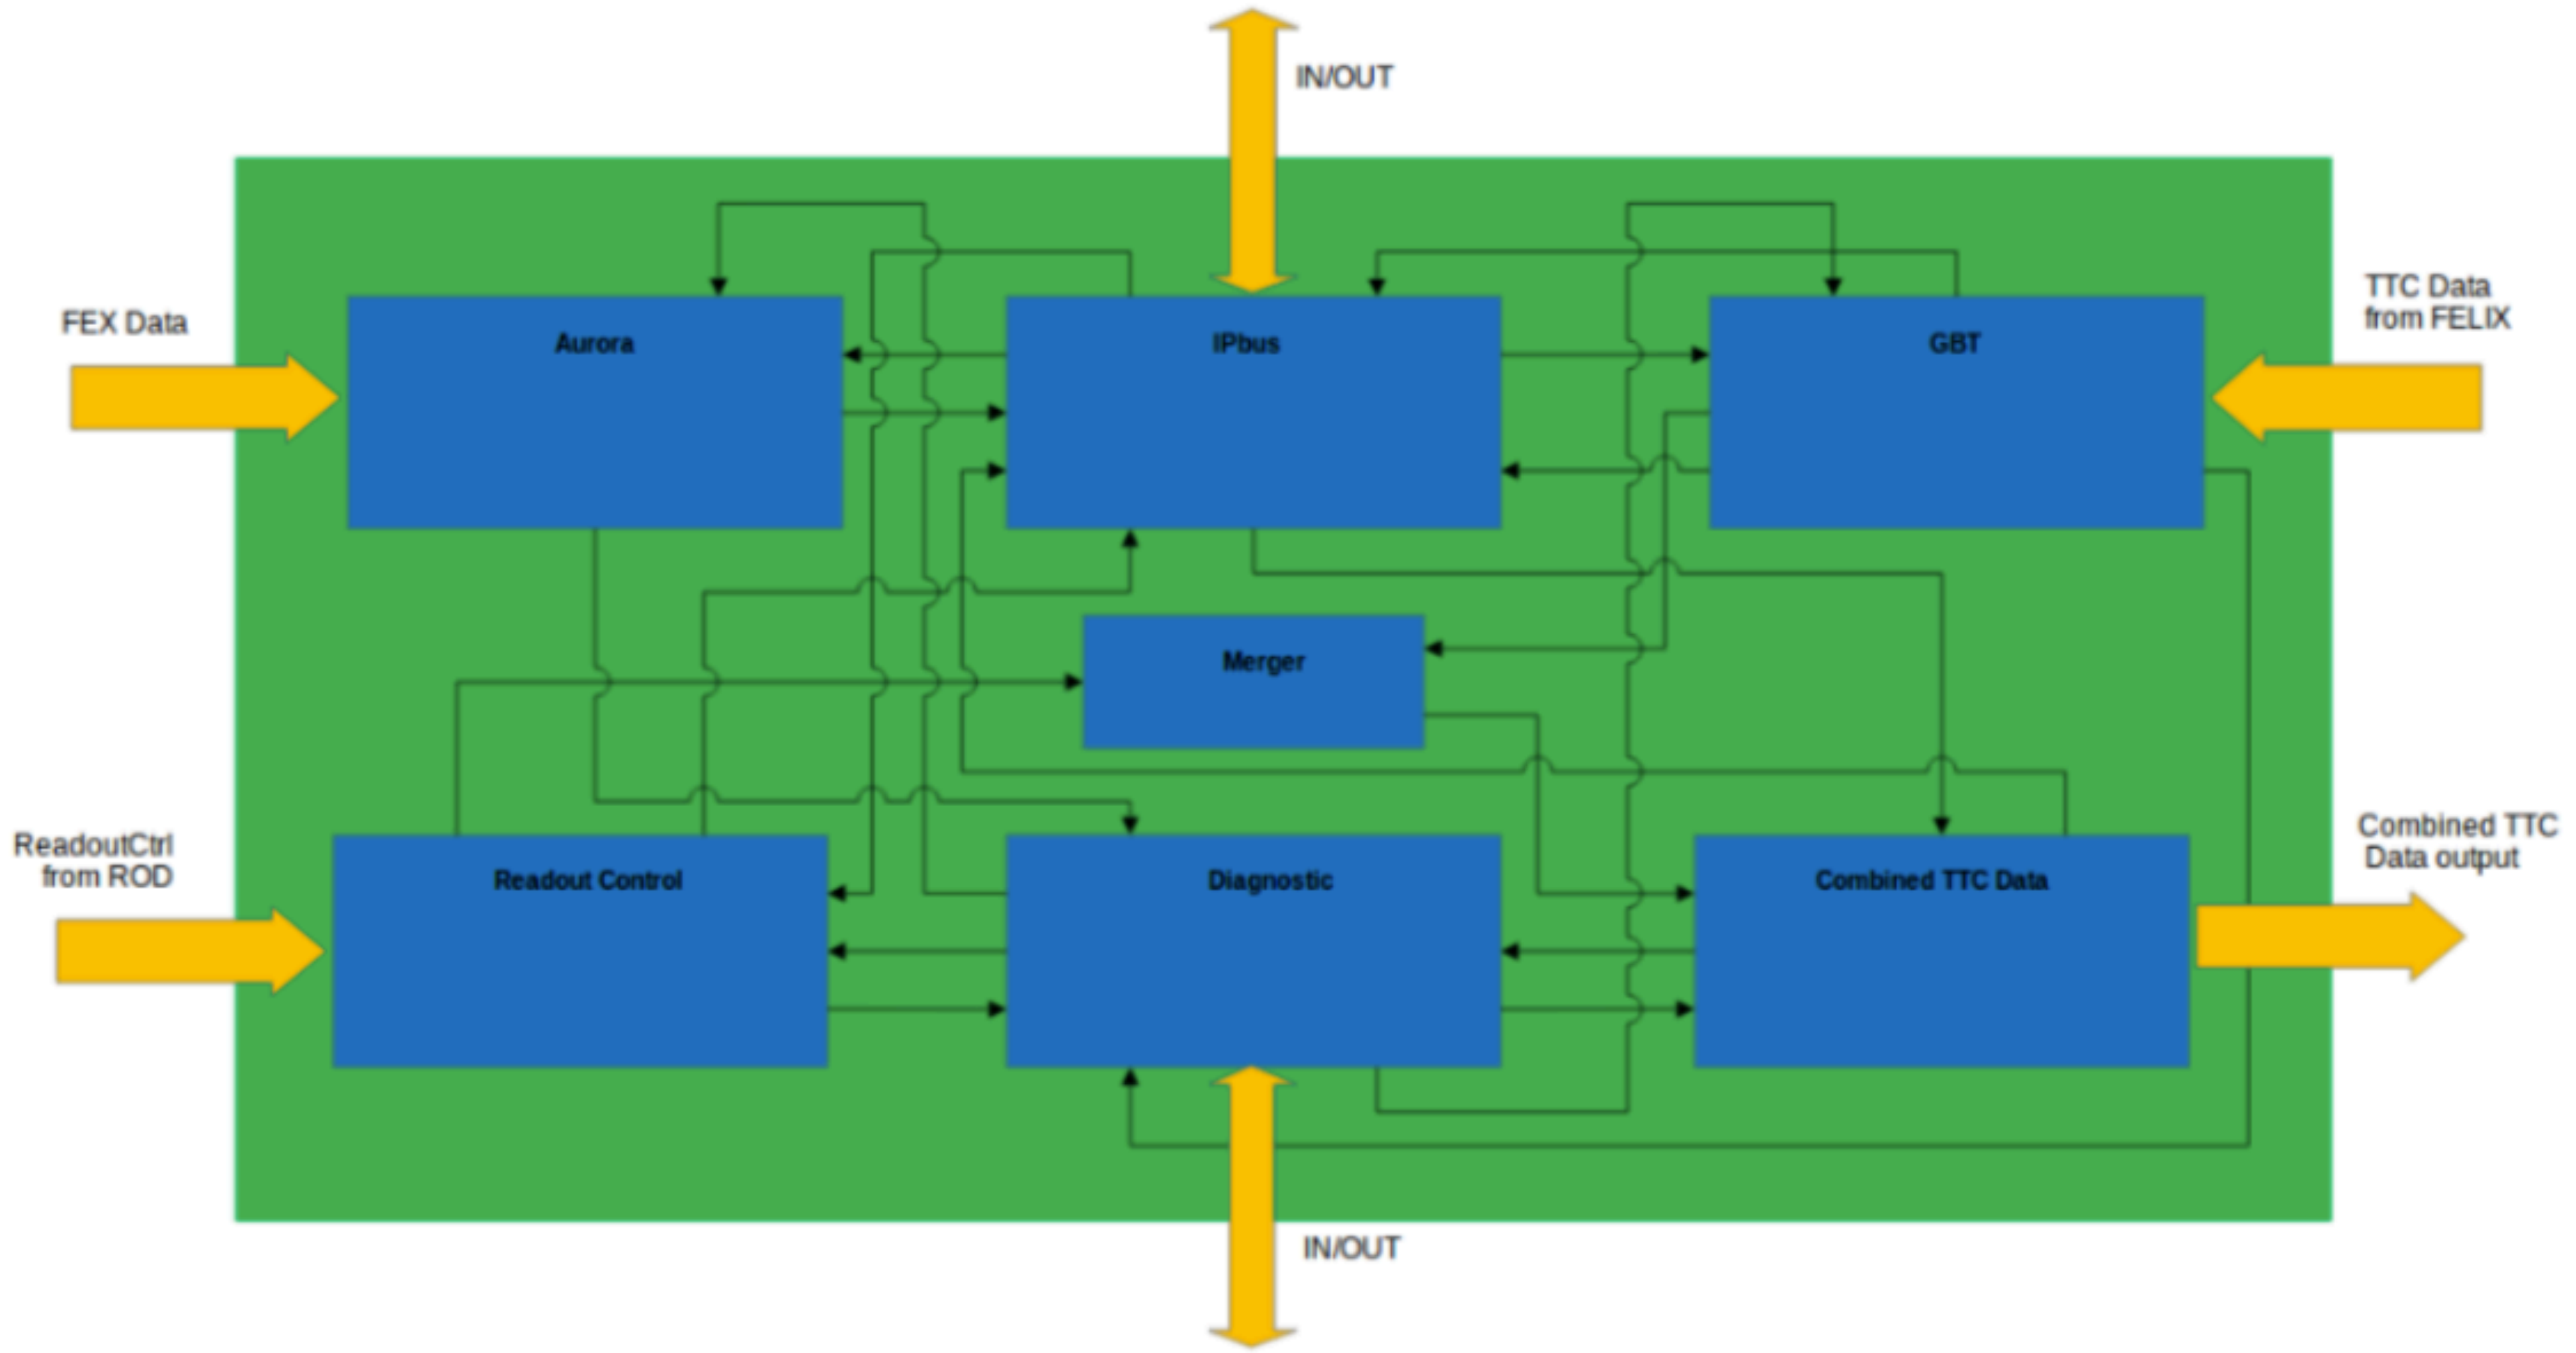 IN/OUT
FEX Data
Aurora
IPbus
GBT
TTC Data
from FELIX
Merger
ReadoutCtrl
from ROD
Readout Control
Diagnostic
Combined TTC Data
Combined TTC
Data output
IN/OUT